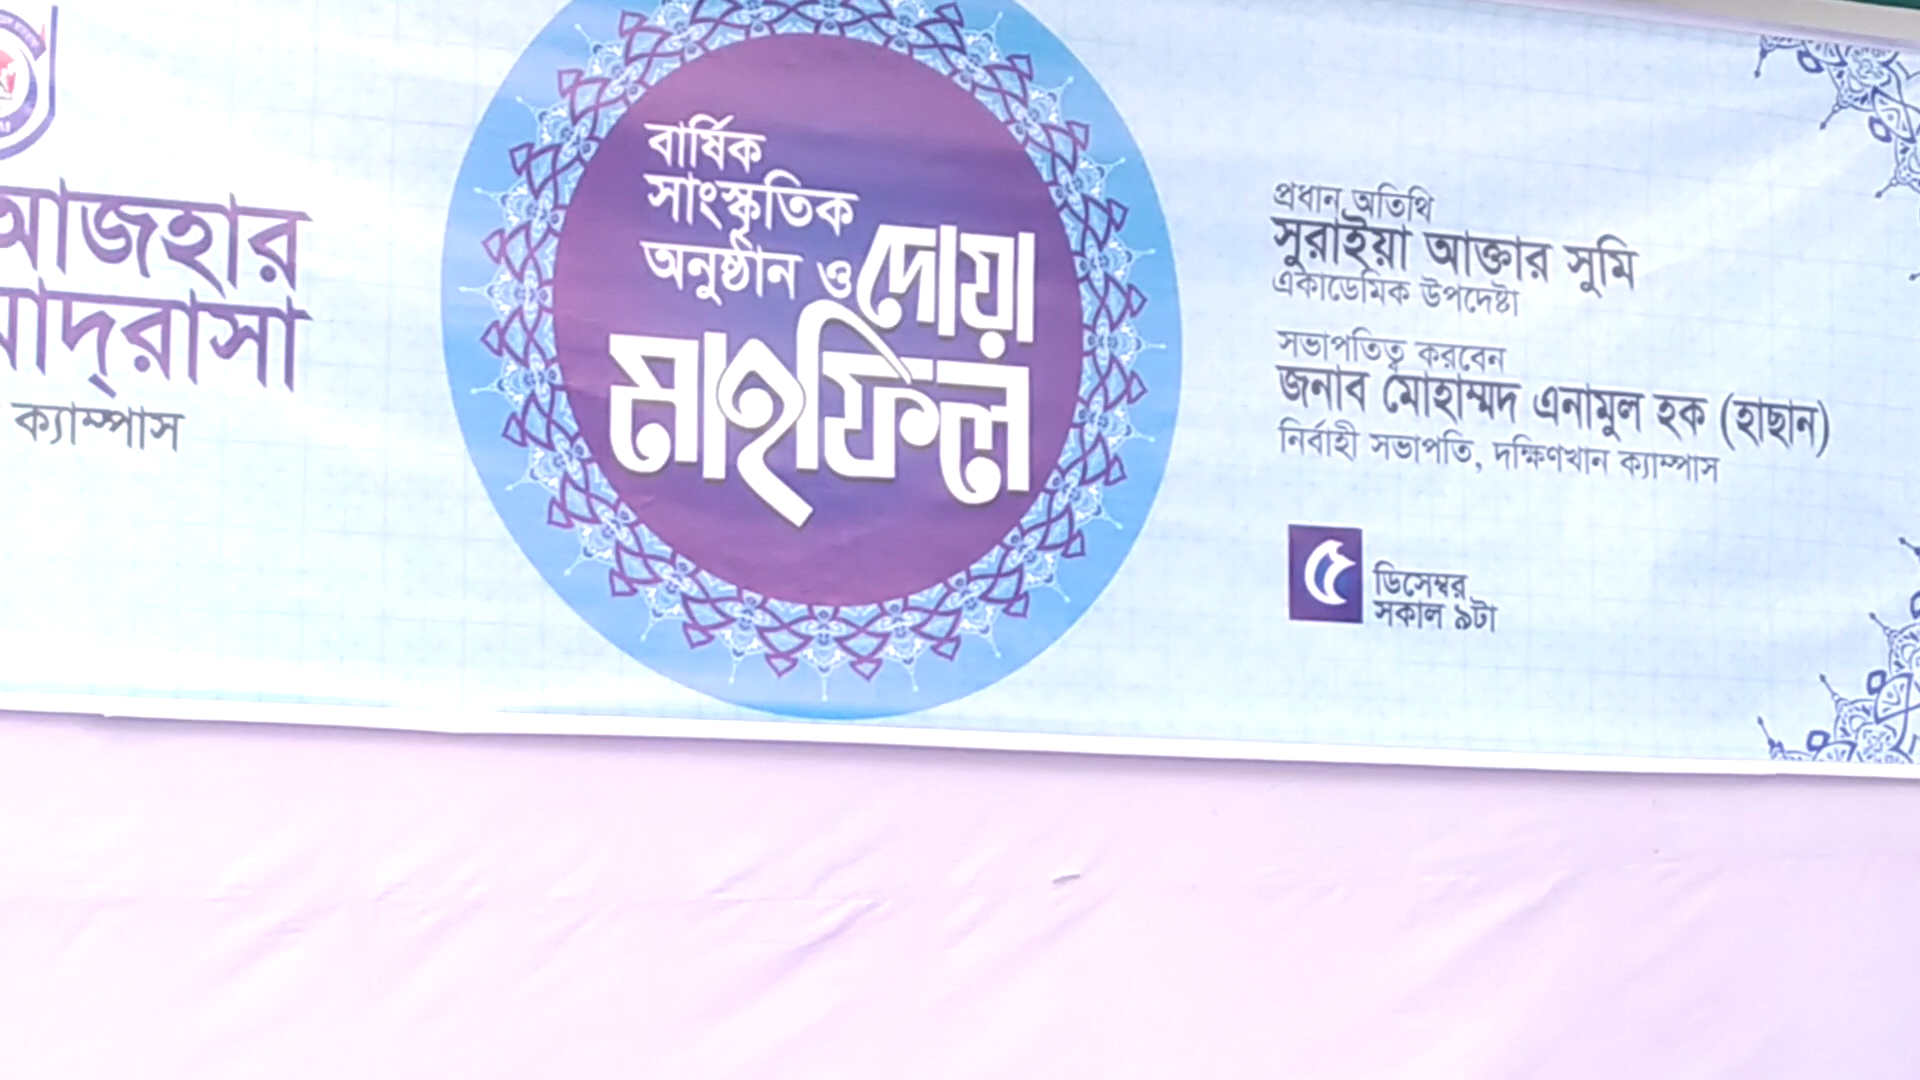 আজহার
মাদ্‌রাসা
ক্যাম্পাস
বার্ষিক
সাংস্কৃতিক
অনুষ্ঠান ও দোয়া
মাহফিল
প্রধান অতিথি
সুরাইয়া আক্তার সুমি
একাডেমিক উপদেষ্টা
সভাপতিত্ব করবেন
জনাব মোহাম্মদ এনামুল হক (হাছান)
নির্বাহী সভাপতি, দক্ষিণখান ক্যাম্পাস
৫ ডিসেম্বর
সকাল ৯টা